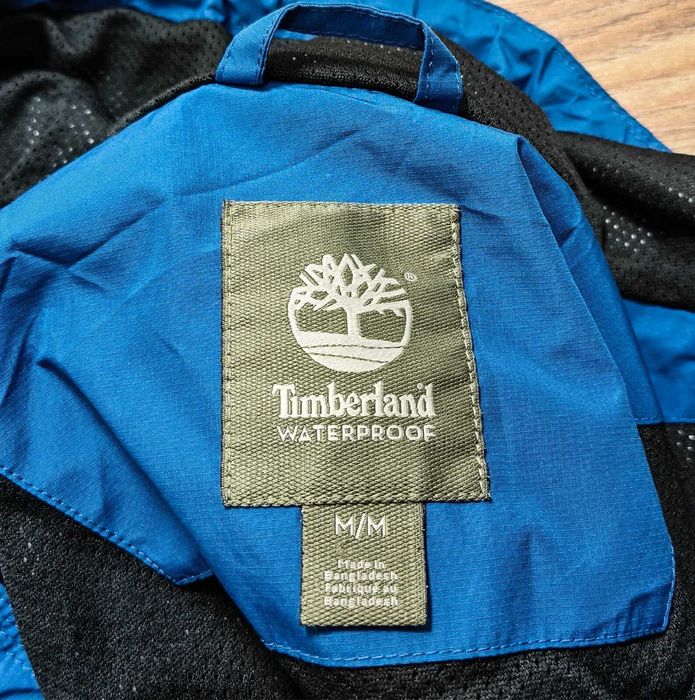 ®
Timberland
WATERPROOF
M/M
Made in
Bangladesh
Fabriqué au
Bangladesh